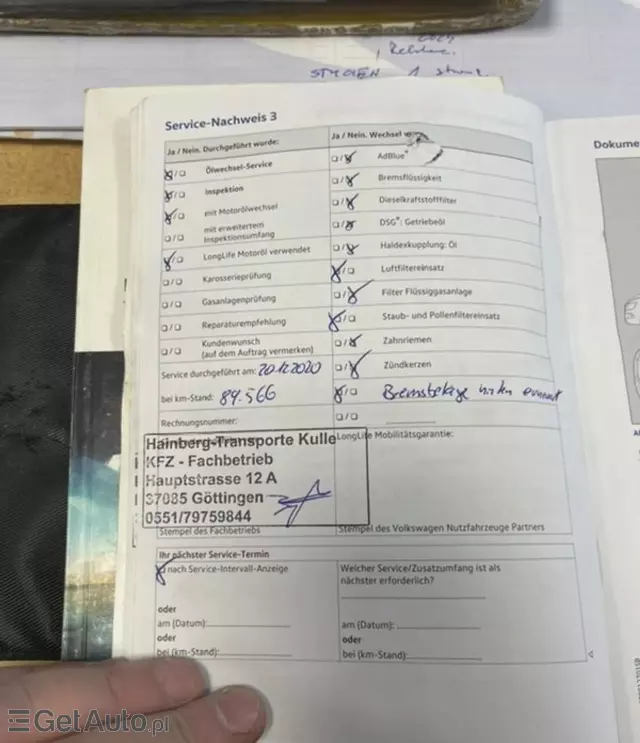 STYCZEŃ 1
Service-Nachweis 3
Ja / Nein. Durchgeführt wurde:
☒/☐ Ölwechsel-Service
☒/☐ Inspektion
☒/☐ mit Motorölwechsel
☐/☐ mit erweitertem
Inspektionsumfang
☒/☐ LongLife Motoröl verwendet
☐/☐ Karosserieprüfung
☐/☐ Gasanlagenprüfung
☐/☐ Reparaturempfehlung
☐/☐ Kundenwunsch
(auf dem Auftrag vermerken)
Service durchgeführt am: 20.12.2020
bei km-Stand: 84.566
Rechnungsnummer:
Ja / Nein. Wechsel
☐/☒ AdBlue
☐/☒ Bremsflüssigkeit
☐/☒ Dieselkraftstofffilter
☐/☒ DSG®: Getriebeöl
☐/☒ Haldexkupplung: Öl
☒/☐ Luftfiltereinsatz
☐/☒ Filter Flüssiggasanlage
☒/☐ Staub- und Pollenfiltereinsatz
☐/☒ Zahnriemen
☐/☒ Zündkerzen
☒/☐ Bremsbeläge hinten erneuert
☐/☐
Hainberg-Transporte Kulle
KFZ - Fachbetrieb
Hauptstrasse 12 A
37085 Göttingen
0551/79759844
Stempel des Fachbetriebs
LongLife Mobilitätsgarantie:
Stempel des Volkswagen Nutzfahrzeuge Partners
Ihr nächster Service-Termin
☒ nach Service-Intervall-Anzeige
oder
am (Datum):
oder
bei (km-Stand):
Welcher Service/Zusatzumfang ist als
nächster erforderlich?
am (Datum):
oder
bei (km-Stand):
Dokume
GetAuto.pl